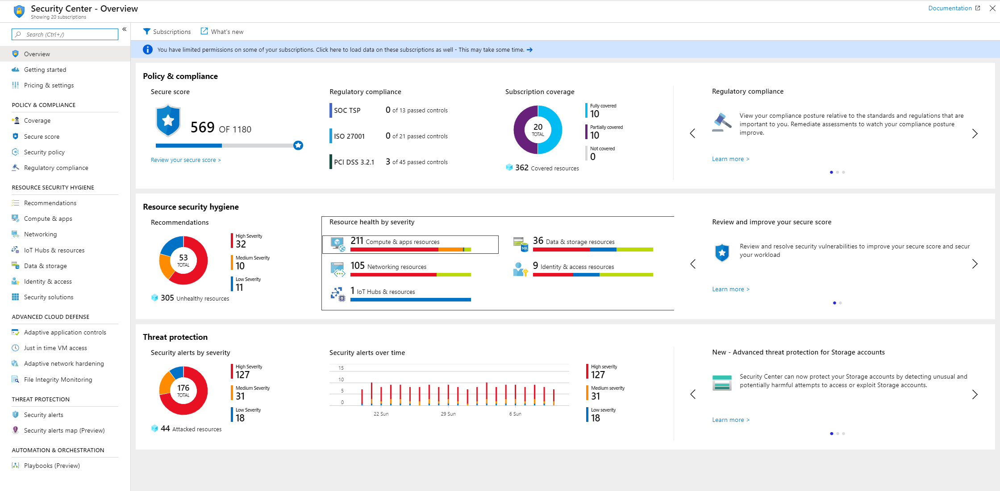 Security Center - Overview
Showing 20 subscriptions
Documentation
Search (Ctrl+/)
«
Overview
Getting started
Pricing & settings
POLICY & COMPLIANCE
Coverage
Secure score
Security policy
Regulatory compliance
RESOURCE SECURITY HYGIENE
Recommendations
Compute & apps
Networking
IoT Hubs & resources
Data & storage
Identity & access
Security solutions
ADVANCED CLOUD DEFENSE
Adaptive application controls
Just in time VM access
Adaptive network hardening
File Integrity Monitoring
THREAT PROTECTION
Security alerts
Security alerts map (Preview)
AUTOMATION & ORCHESTRATION
Playbooks (Preview)
Subscriptions
What's new
You have limited permissions on some of your subscriptions. Click here to load data on these subscriptions as well - This may take some time. →
Policy & compliance
Secure score
569 OF 1180
Review your secure score >
Regulatory compliance
SOC TSP 0 of 13 passed controls
ISO 27001 0 of 21 passed controls
PCI DSS 3.2.1 3 of 45 passed controls
Subscription coverage
20
TOTAL
Fully covered
10
Partially covered
10
Not covered
0
362 Covered resources
Regulatory compliance
View your compliance posture relative to the standards and regulations that are
important to you. Remediate assessments to watch your compliance posture
improve.
Learn more >
Resource security hygiene
Recommendations
53
TOTAL
High Severity
32
Medium Severity
10
Low Severity
11
305 Unhealthy resources
Resource health by severity
211 Compute & apps resources
36 Data & storage resources
SQL
105 Networking resources
9 Identity & access resources
1 IoT Hubs & resources
Review and improve your secure score
Review and resolve security vulnerabilities to improve your secure score and secur
your workload
Learn more >
Threat protection
Security alerts by severity
176
TOTAL
High Severity
127
Medium Severity
31
Low Severity
18
44 Attacked resources
Security alerts over time
15
10
5
0
22 Sun
29 Sun
6 Sun
High severity
127
Medium severity
31
Low severity
18
New - Advanced threat protection for Storage accounts
Security Center can now protect your Storage accounts by detecting unusual and
potentially harmful attempts to access or exploit Storage accounts.
Learn more >